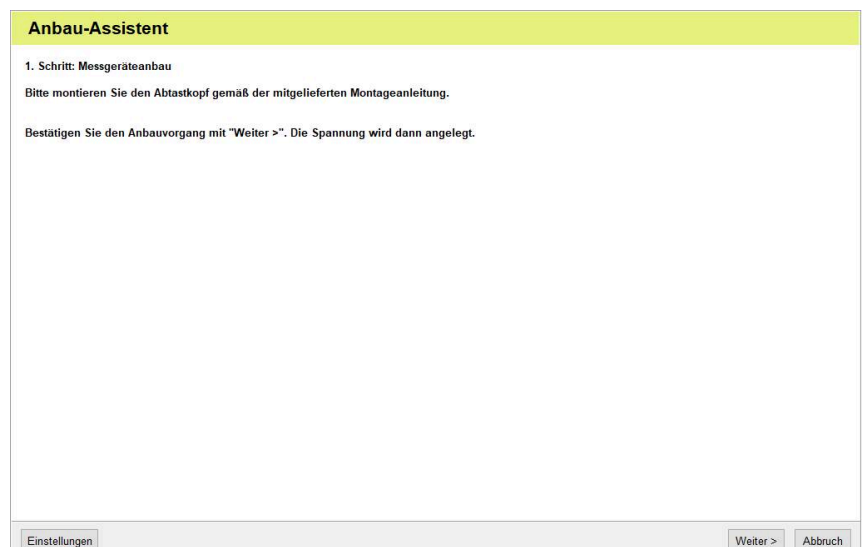 Anbau-Assistent
1. Schritt: Messgeräteanbau
Bitte montieren Sie den Abtastkopf gemäß der mitgelieferten Montageanleitung.
Bestätigen Sie den Anbauvorgang mit "Weiter >". Die Spannung wird dann angelegt.
Einstellungen
Weiter >
Abbruch